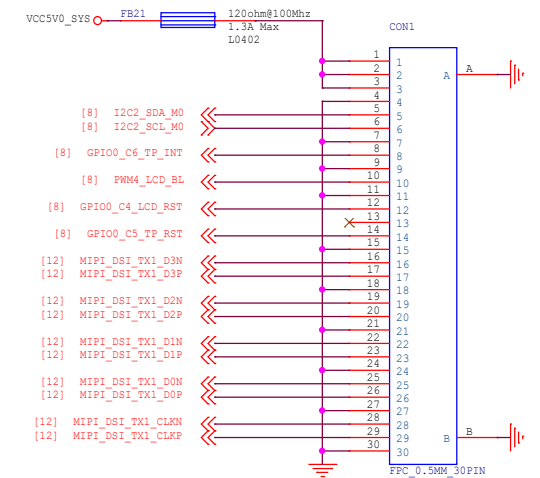 VCC5V0_SYS FB21 120ohm@100Mhz
1.3A Max
L0402
CON1
1 1
2 2 A A
3 3
4 4
[8] I2C2_SDA_M0 5 5
[8] I2C2_SCL_M0 6 6
7 7
[8] GPIO0_C6_TP_INT 8 8
9 9
[8] PWM4_LCD_BL 10 10
11 11
[8] GPIO0_C4_LCD_RST 12 12
13 13
[8] GPIO0_C5_TP_RST 14 14
15 15
[12] MIPI_DSI_TX1_D3N 16 16
[12] MIPI_DSI_TX1_D3P 17 17
18 18
[12] MIPI_DSI_TX1_D2N 19 19
[12] MIPI_DSI_TX1_D2P 20 20
21 21
[12] MIPI_DSI_TX1_D1N 22 22
[12] MIPI_DSI_TX1_D1P 23 23
24 24
[12] MIPI_DSI_TX1_D0N 25 25
[12] MIPI_DSI_TX1_D0P 26 26
27 27
[12] MIPI_DSI_TX1_CLKN 28 28
[12] MIPI_DSI_TX1_CLKP 29 29 B B
30 30
FPC_0.5MM_30PIN